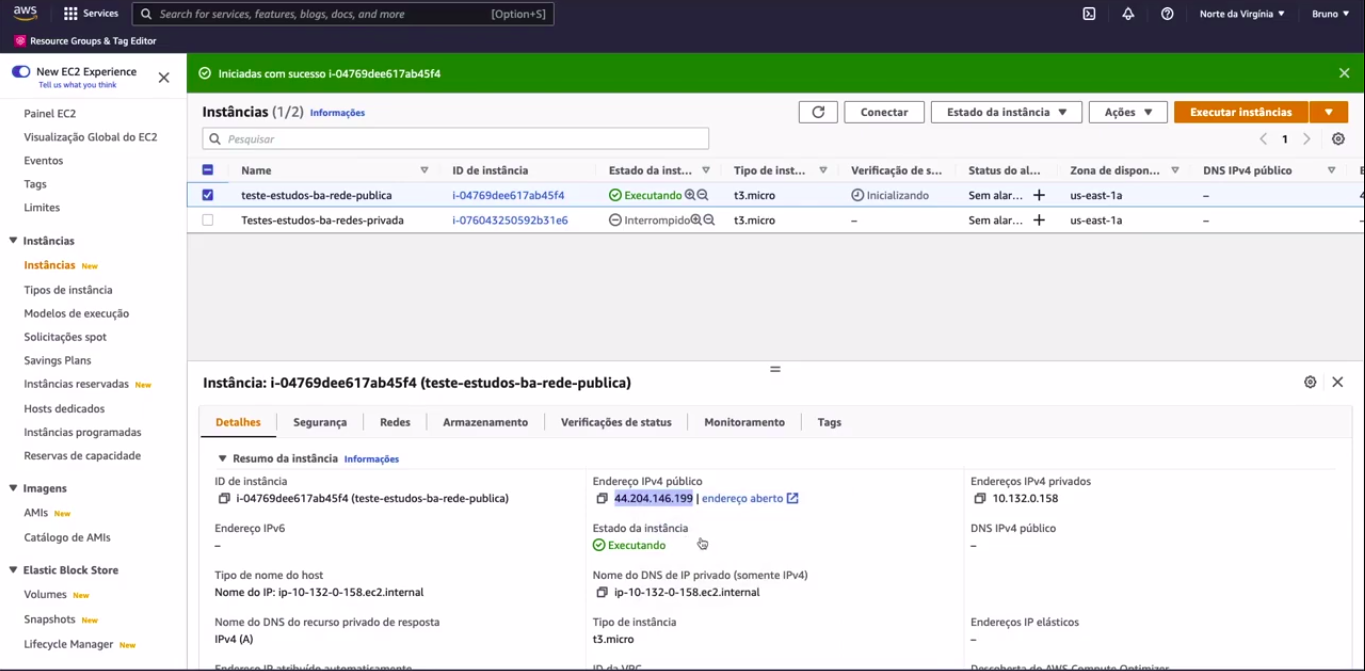 aws Services Search for services, features, blogs, docs, and more [Option+S] Norte da Virgínia Bruno
Resource Groups & Tag Editor
New EC2 Experience
Tell us what you think
Painel EC2
Visualização Global do EC2
Eventos
Tags
Limites
Instâncias
Instâncias New
Tipos de instância
Modelos de execução
Solicitações spot
Savings Plans
Instâncias reservadas New
Hosts dedicados
Instâncias programadas
Reservas de capacidade
Imagens
AMIs New
Catálogo de AMIs
Elastic Block Store
Volumes New
Snapshots New
Lifecycle Manager New
Iniciadas com sucesso i-04769dee617ab45f4
Instâncias (1/2) Informações Conectar Estado da instância Ações Executar instâncias
Pesquisar 1
Name ID de instância Estado da inst... Tipo de inst... Verificação de s... Status do al... Zona de dispon... DNS IPv4 público
teste-estudos-ba-rede-publica i-04769dee617ab45f4 Executando t3.micro Inicializando Sem alar... + us-east-1a –
Testes-estudos-ba-redes-privada i-076043250592b31e6 Interrompido t3.micro – Sem alar... + us-east-1a –
Instância: i-04769dee617ab45f4 (teste-estudos-ba-rede-publica)
Detalhes Segurança Redes Armazenamento Verificações de status Monitoramento Tags
Resumo da instância Informações
ID de instância Endereço IPv4 público Endereços IPv4 privados
i-04769dee617ab45f4 (teste-estudos-ba-rede-publica) 44.204.146.199 | endereço aberto 10.132.0.158
Endereço IPv6 Estado da instância DNS IPv4 público
– Executando –
Tipo de nome do host Nome do DNS de IP privado (somente IPv4)
Nome do IP: ip-10-132-0-158.ec2.internal ip-10-132-0-158.ec2.internal
Nome do DNS do recurso privado de resposta Tipo de instância Endereços IP elásticos
IPv4 (A) t3.micro –
Endereço IP atribuído automaticamente ID da VPC Descoberta do AWS Compute Optimizer